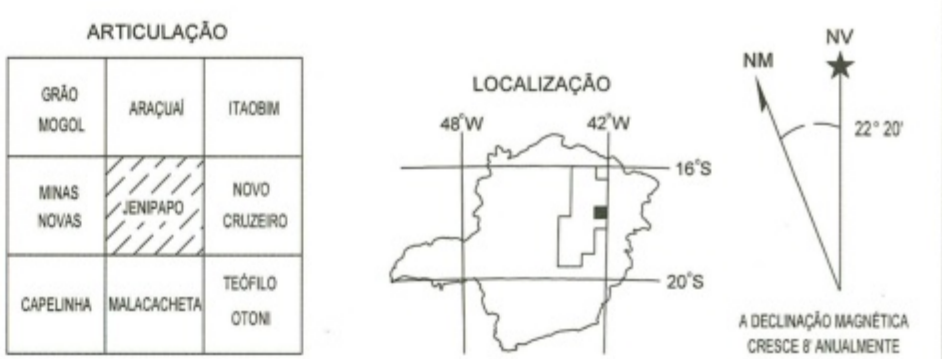 ARTICULAÇÃO
GRÃO
MOGOL
ARAÇUAÍ
ITAOBIM
MINAS
NOVAS
JENIPAPO
NOVO
CRUZEIRO
CAPELINHA
MALACACHETA
TEÓFILO
OTONI
LOCALIZAÇÃO
48°W
42°W
16°S
20°S
NM
NV
22° 20'
A DECLINAÇÃO MAGNÉTICA
CRESCE 8' ANUALMENTE